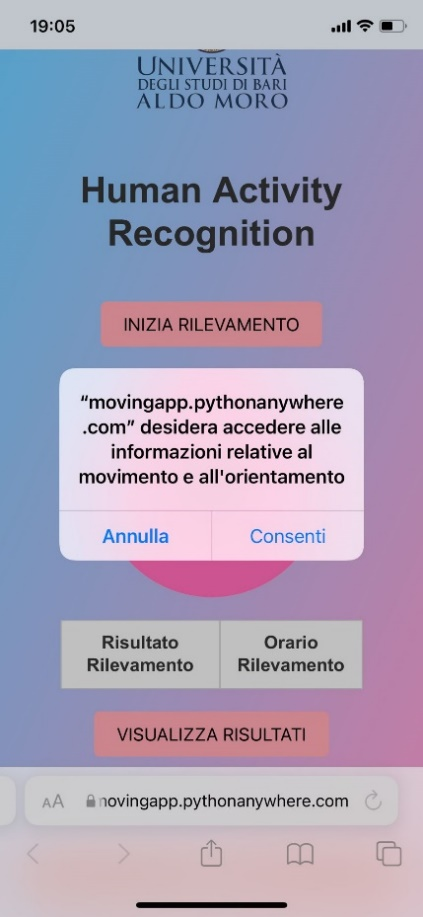 19:05
UNIVERSITÀ
DEGLI STUDI DI BARI
ALDO MORO
Human Activity
Recognition
INIZIA RILEVAMENTO
“movingapp.pythonanywhere
.com” desidera accedere alle
informazioni relative al
movimento e all'orientamento
Annulla
Consenti
Risultato
Rilevamento
Orario
Rilevamento
VISUALIZZA RISULTATI
AA
novingapp.pythonanywhere.com